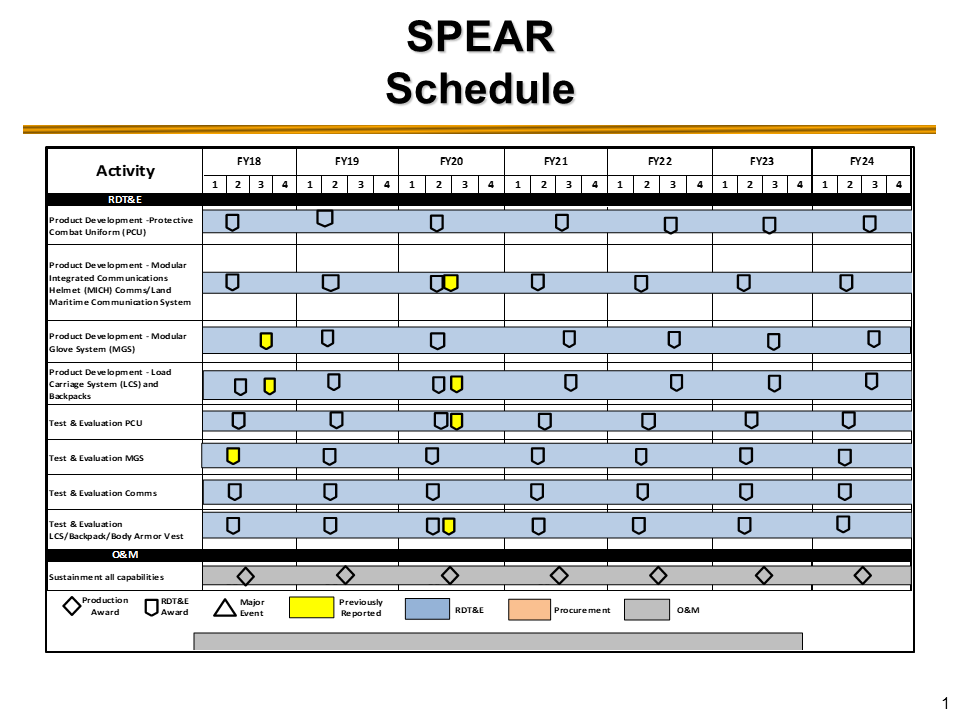 SPEAR
Schedule
Activity
FY18 FY19 FY20 FY21 FY22 FY23 FY24
1 2 3 4 1 2 3 4 1 2 3 4 1 2 3 4 1 2 3 4 1 2 3 4 1 2 3 4
RDT&E
Product Development -Protective
Combat Uniform (PCU)
Product Development - Modular
Integrated Communications
Helmet (MICH) Comms/Land
Maritime Communication System
Product Development - Modular
Glove System (MGS)
Product Development - Load
Carriage System (LCS) and
Backpacks
Test & Evaluation PCU
Test & Evaluation MGS
Test & Evaluation Comms
Test & Evaluation
LCS/Backpack/Body Armor Vest
O&M
Sustainment all capabilities
Production
Award
RDT&E
Award
Major
Event
Previously
Reported
RDT&E
Procurement
O&M
1